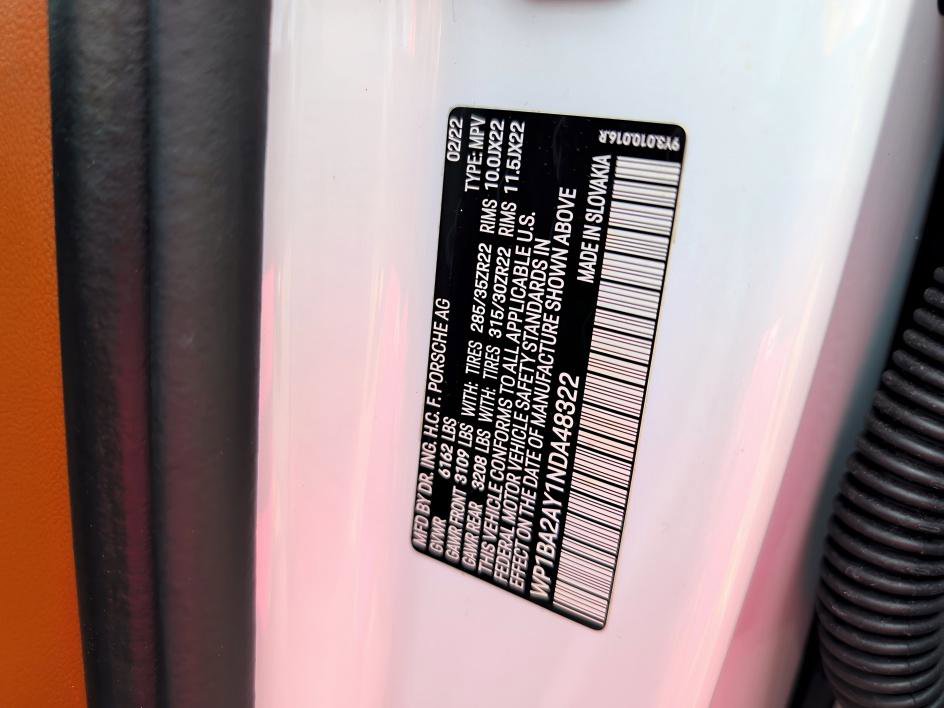 MFD BY DR. ING. H.C. F. PORSCHE AG 02/22
GVWR 6162 LBS TYPE: MPV
GAWR FRONT 3109 LBS WITH: TIRES 285/35ZR22 RIMS 10.0JX22
GAWR REAR 3208 LBS WITH: TIRES 315/30ZR22 RIMS 11.5JX22
THIS VEHICLE CONFORMS TO ALL APPLICABLE U.S.
FEDERAL MOTOR VEHICLE SAFETY STANDARDS IN
EFFECT ON THE DATE OF MANUFACTURE SHOWN ABOVE
WP1BA2AY1NDA48322 MADE IN SLOVAKIA
9Y3.010.016.R